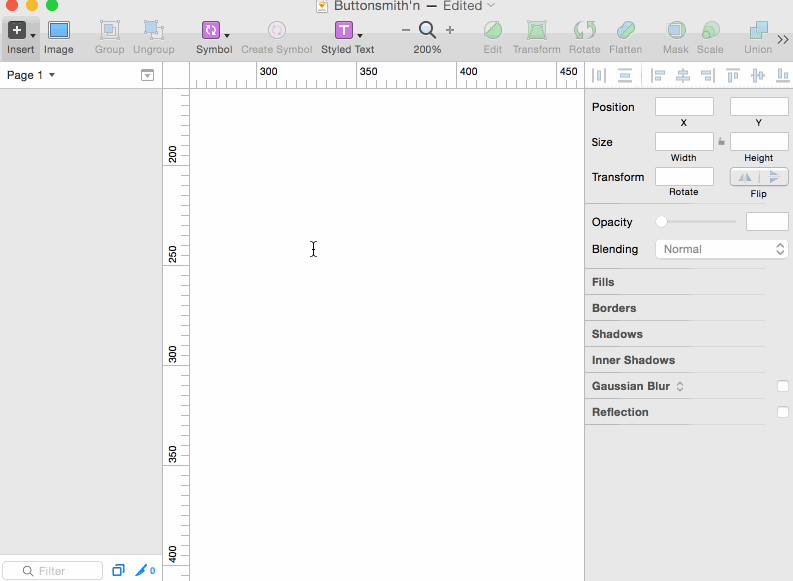 Buttonsmith'n — Edited
Insert Image Group Ungroup Symbol Create Symbol Styled Text 200% Edit Transform Rotate Flatten Mask Scale Union
Page 1
300 350 400 450
200
250
300
350
400
Position
X Y
Size
Width Height
Transform
Rotate Flip
Opacity
Blending Normal
Fills
Borders
Shadows
Inner Shadows
Gaussian Blur
Reflection
Filter 0